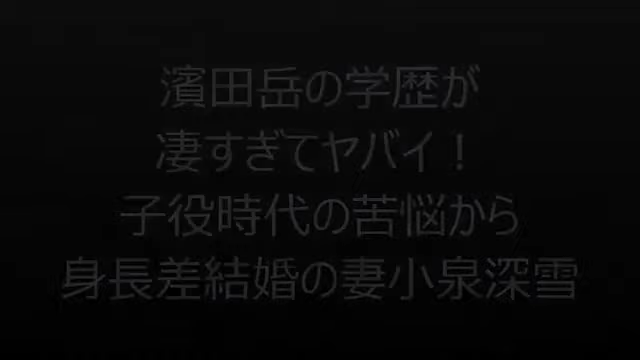 濱田岳の学歴が
凄すぎてヤバイ！
子役時代の苦悩から
身長差結婚の妻小泉深雪